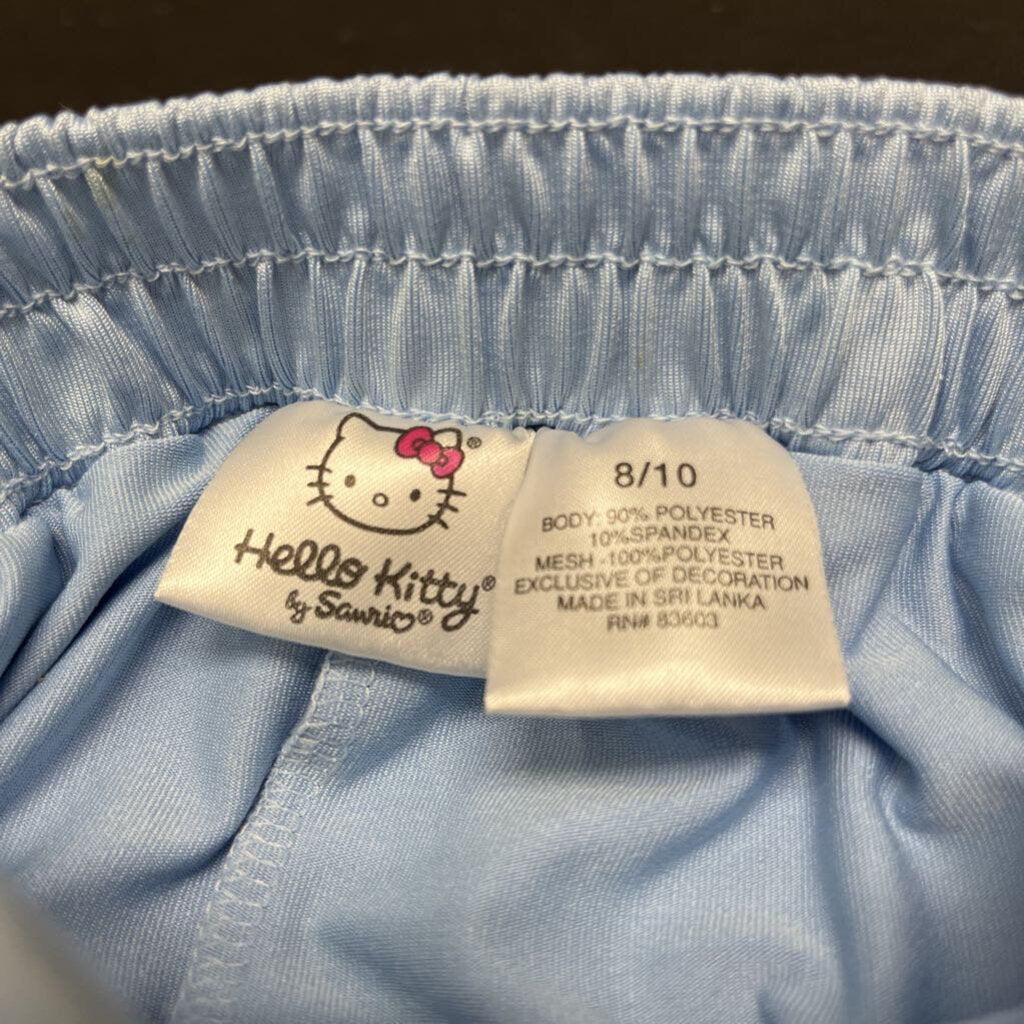 Hello Kitty®
by Sanrio®
®
8/10
BODY: 90% POLYESTER
10%SPANDEX
MESH -100%POLYESTER
EXCLUSIVE OF DECORATION
MADE IN SRI LANKA
RN# 83603